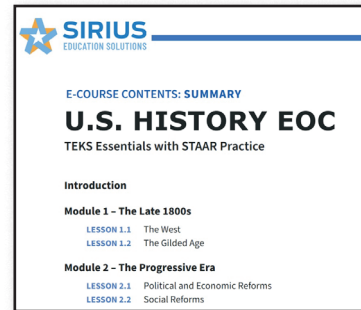 SIRIUS
EDUCATION SOLUTIONS
E-COURSE CONTENTS: SUMMARY
U.S. HISTORY EOC
TEKS Essentials with STAAR Practice
Introduction
Module 1 – The Late 1800s
LESSON 1.1 The West
LESSON 1.2 The Gilded Age
Module 2 – The Progressive Era
LESSON 2.1 Political and Economic Reforms
LESSON 2.2 Social Reforms